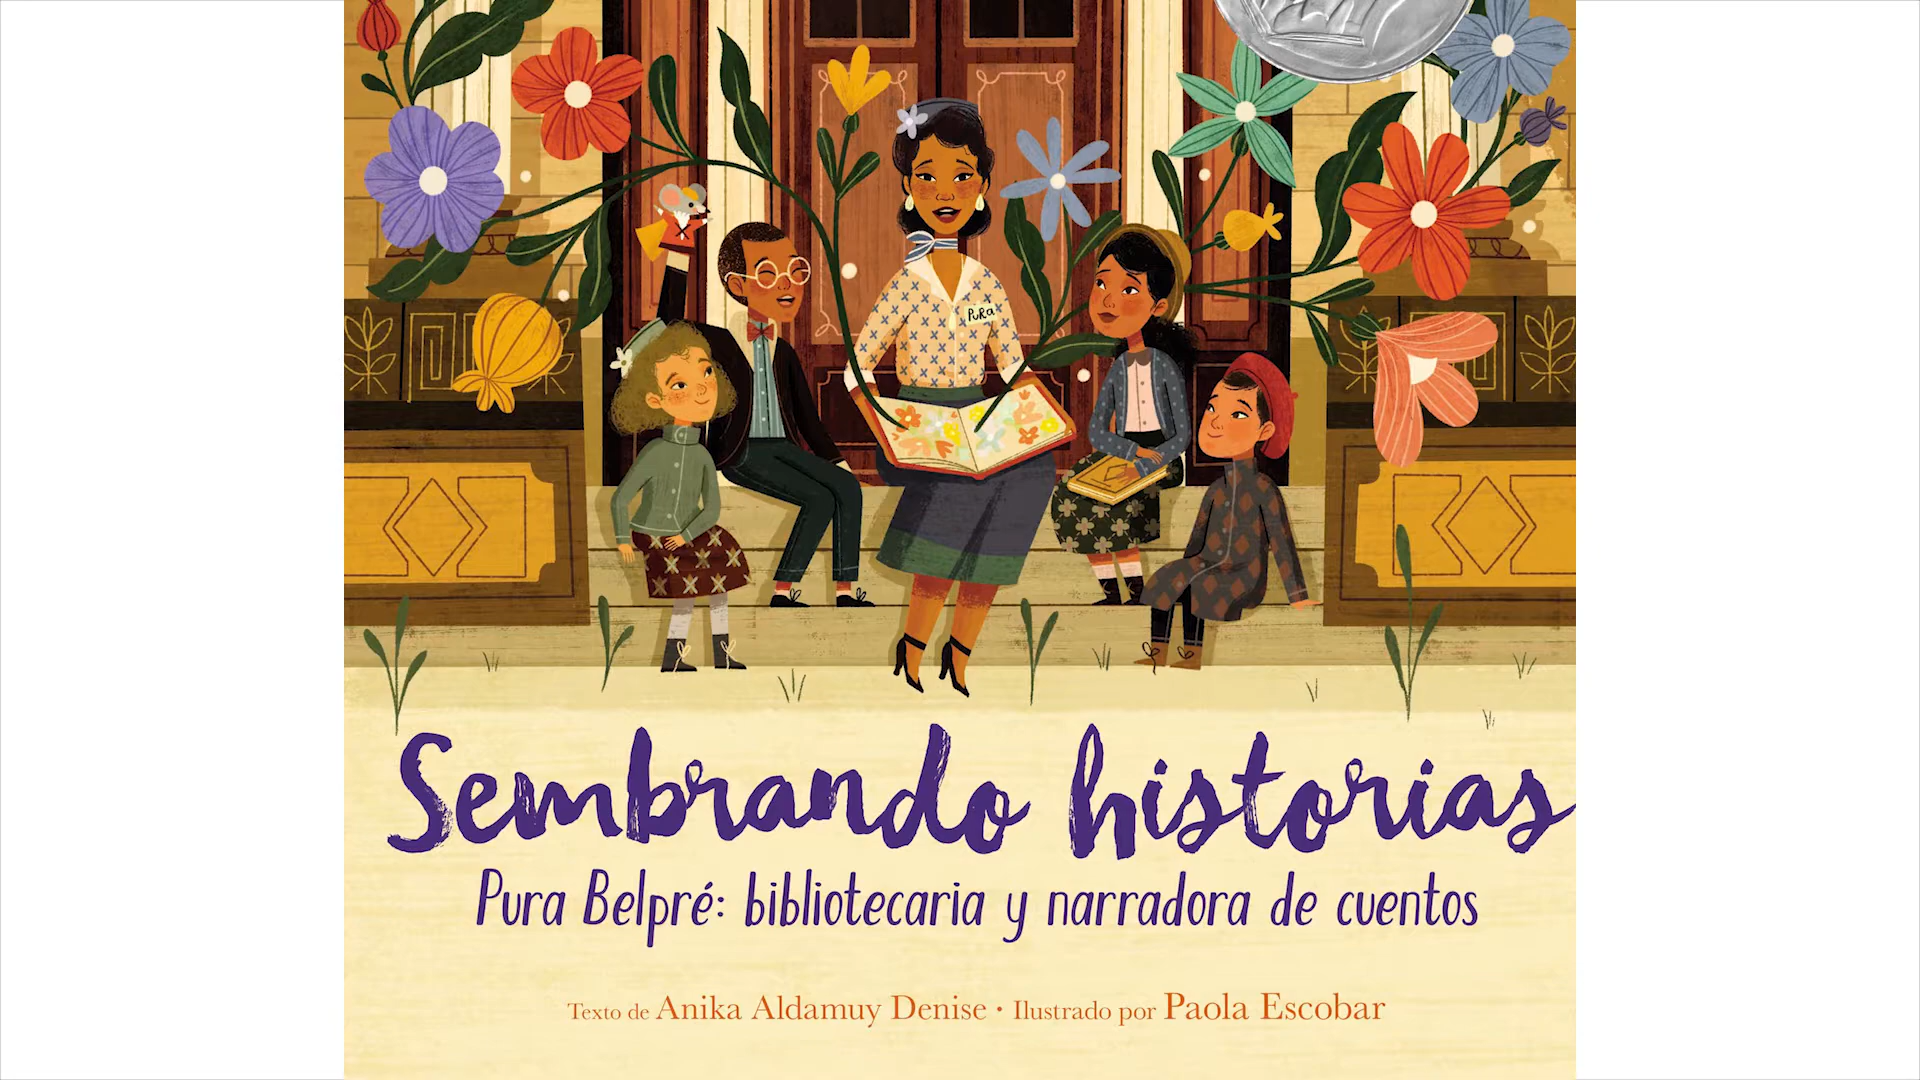 PURA
Sembrando historias
Pura Belpré: bibliotecaria y narradora de cuentos
Texto de Anika Aldamuy Denise • Ilustrado por Paola Escobar